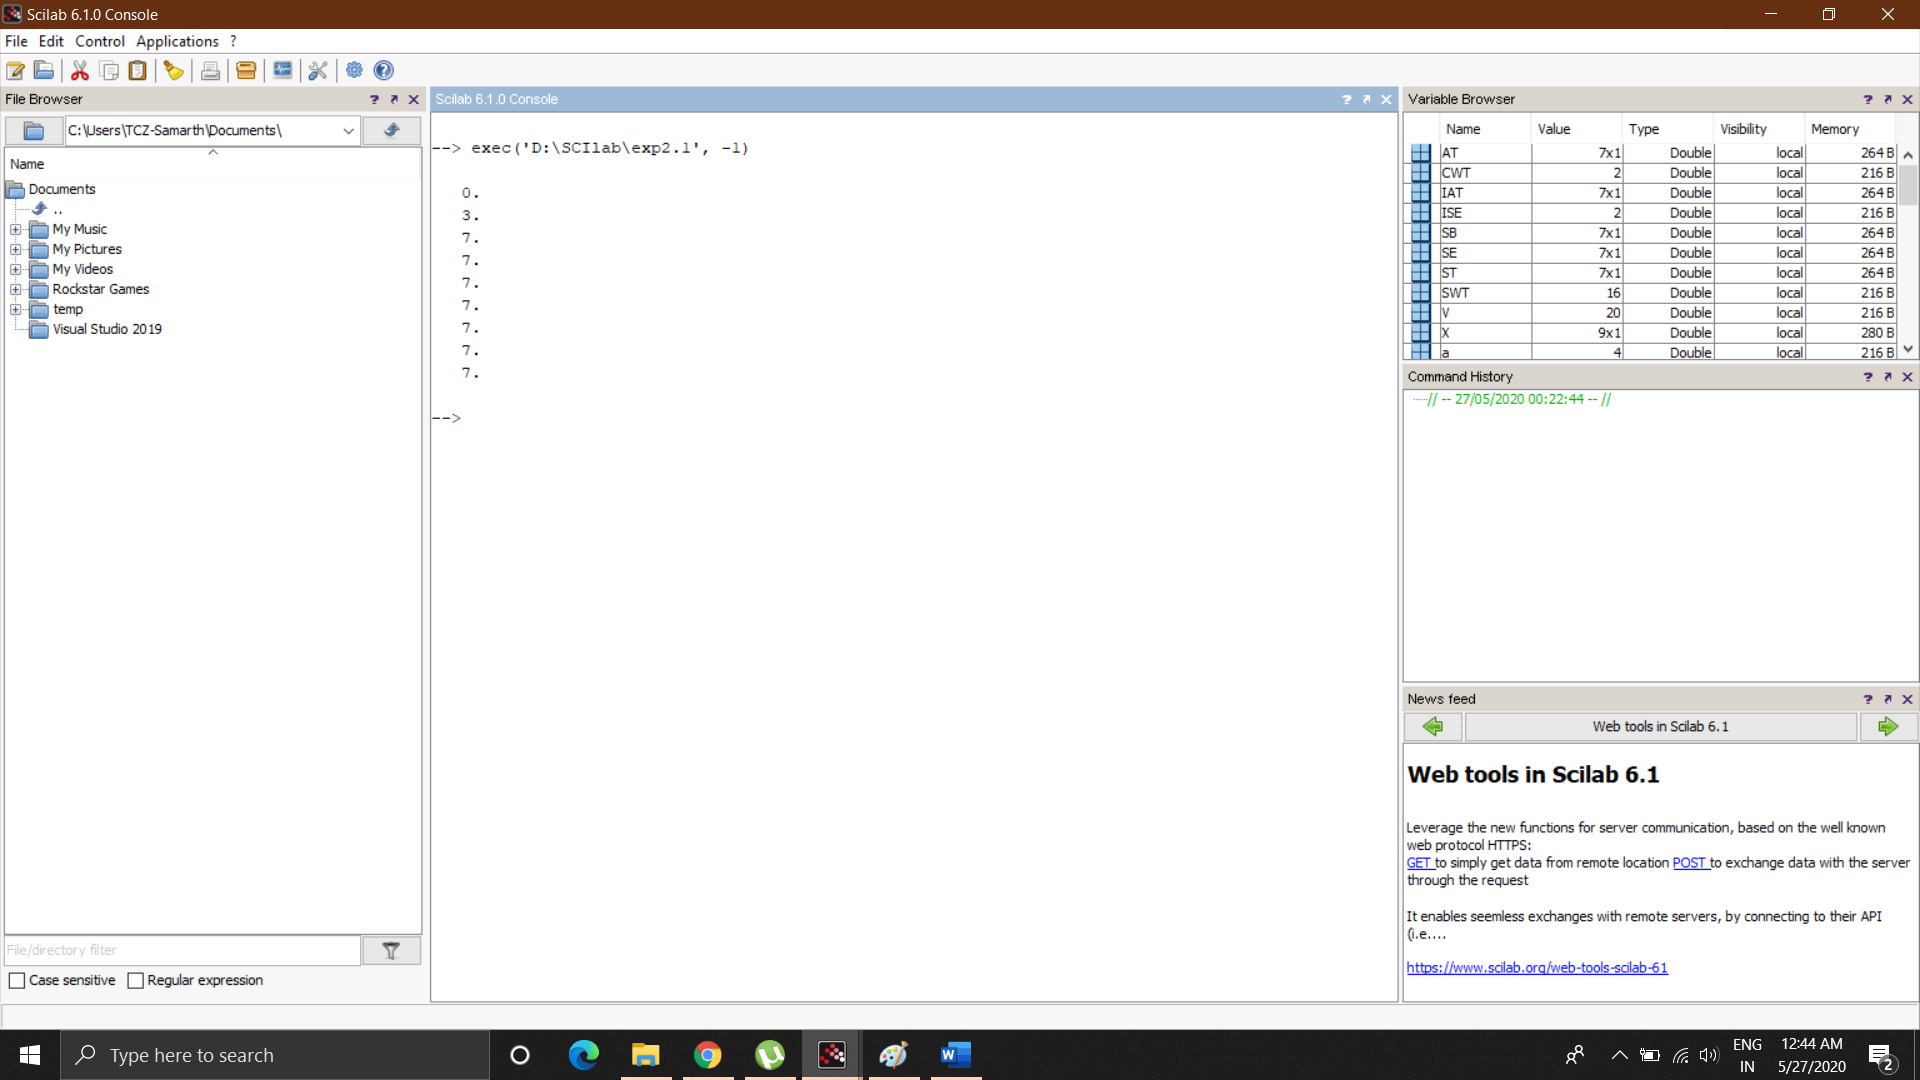 Scilab 6.1.0 Console
File Edit Control Applications ?
File Browser
C:\Users\TCZ-Samarth\Documents\
Name
Documents
..
My Music
My Pictures
My Videos
Rockstar Games
temp
Visual Studio 2019
File/directory filter
Case sensitive Regular expression
Scilab 6.1.0 Console
--> exec('D:\SCIlab\exp2.1', -1)
0.
3.
7.
7.
7.
7.
7.
7.
7.
-->
Variable Browser
Name Value Type Visibility Memory
AT 7x1 Double local 264 B
CWT 2 Double local 216 B
IAT 7x1 Double local 264 B
ISE 2 Double local 216 B
SB 7x1 Double local 264 B
SE 7x1 Double local 264 B
ST 7x1 Double local 264 B
SWT 16 Double local 216 B
V 20 Double local 216 B
X 9x1 Double local 280 B
a 4 Double local 216 B
Command History
// -- 27/05/2020 00:22:44 -- //
News feed
Web tools in Scilab 6.1
Web tools in Scilab 6.1
Leverage the new functions for server communication, based on the well known
web protocol HTTPS:
GET to simply get data from remote location POST to exchange data with the server
through the request
It enables seemless exchanges with remote servers, by connecting to their API
(i.e....
https://www.scilab.org/web-tools-scilab-61
Type here to search
ENG
IN
12:44 AM
5/27/2020
2